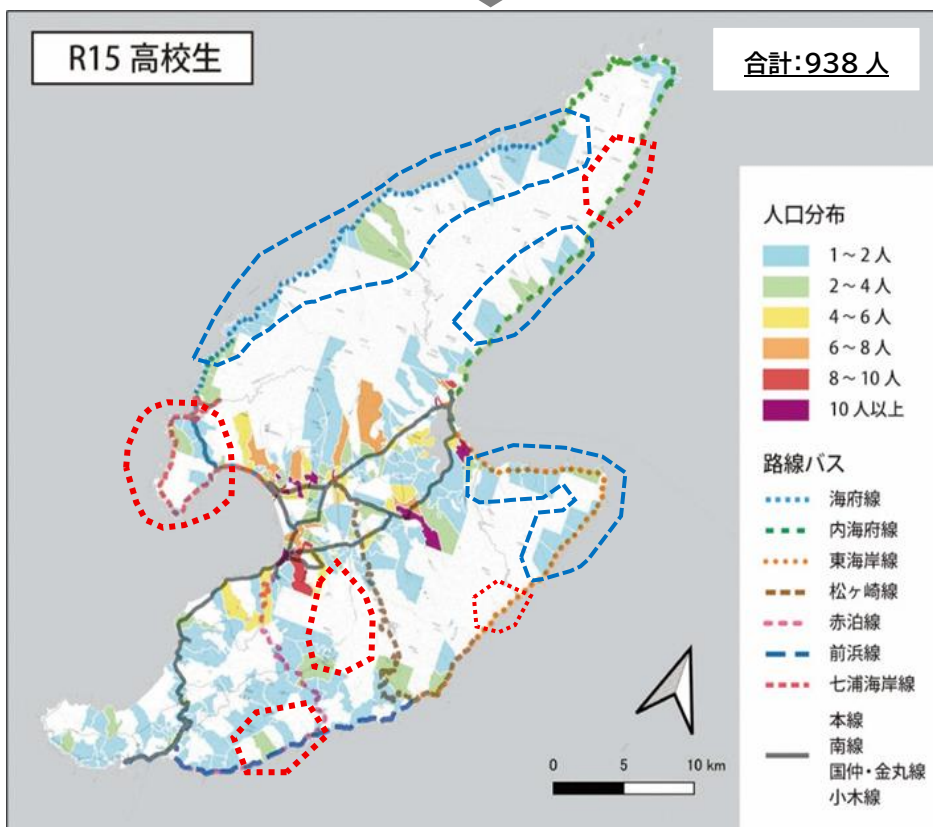 R15 高校生
合計:938 人
人口分布
1～2 人
2～4 人
4～6 人
6～8 人
8～10 人
10 人以上
路線バス
海府線
内海府線
東海岸線
松ヶ崎線
赤泊線
前浜線
七浦海岸線
本線
南線
国仲・金丸線
小木線
0 5 10 km